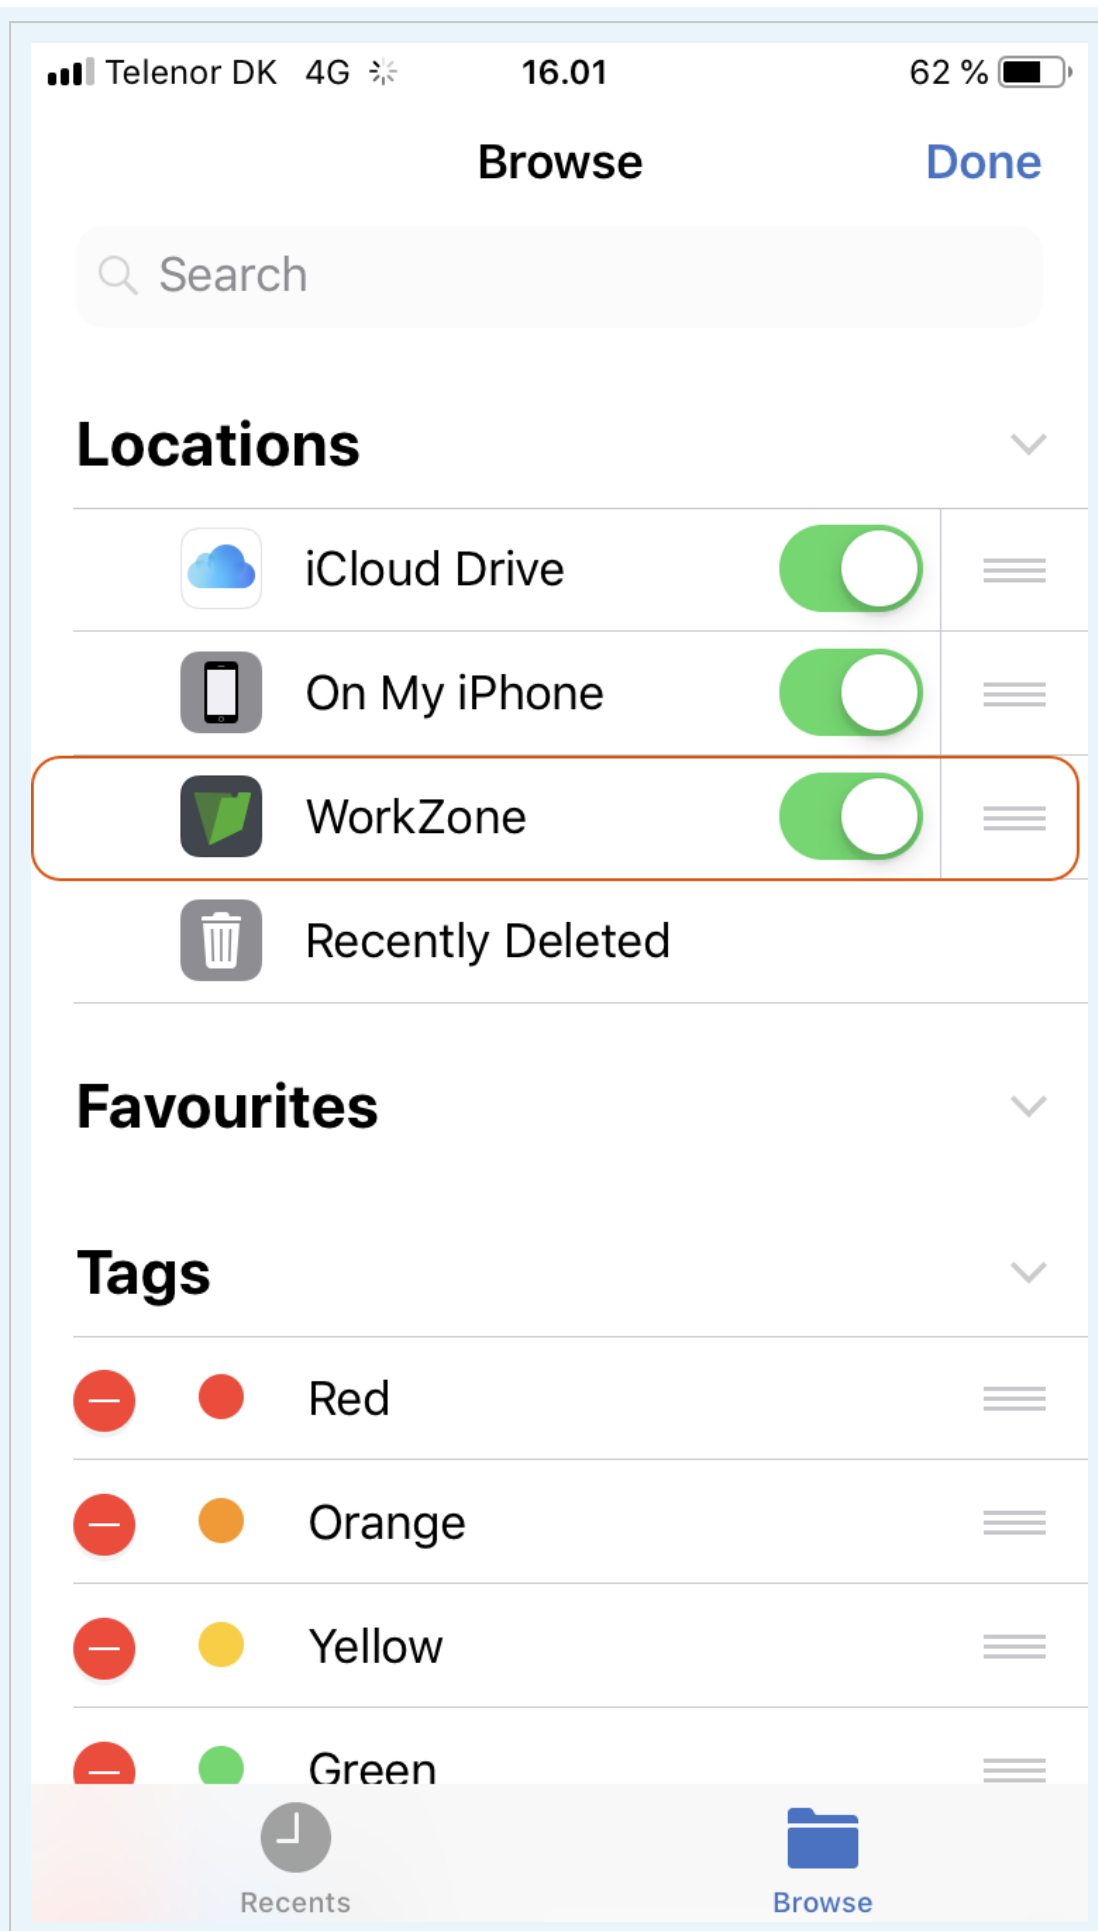 Telenor DK 4G 16.01 62 %
Browse Done
Search
Locations
iCloud Drive
On My iPhone
WorkZone
Recently Deleted
Favourites
Tags
Red
Orange
Yellow
Green
Recents Browse